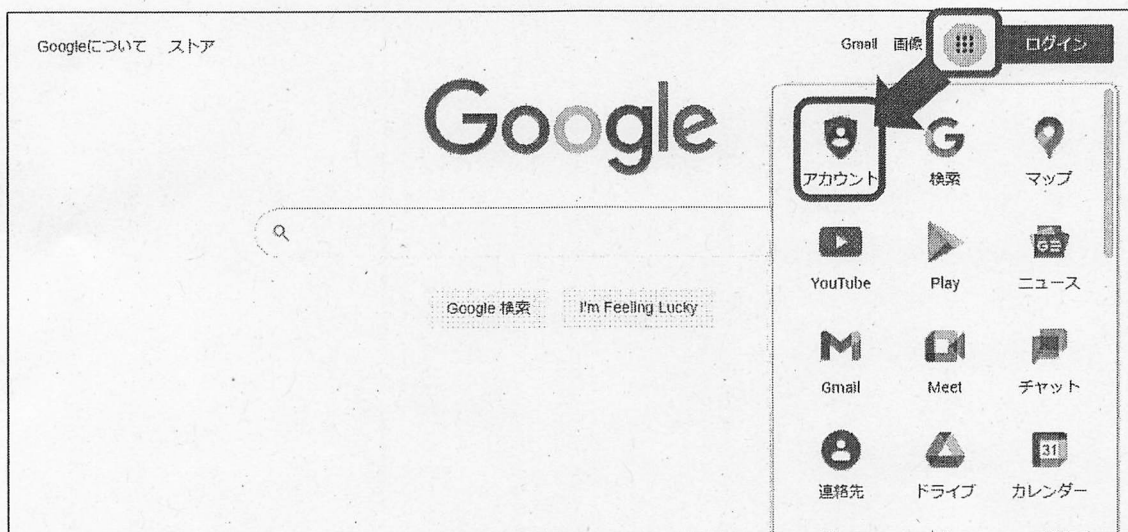 Googleについて ストア
Gmail 画像 ログイン
Google
アカウント 検索 マップ
YouTube Play ニュース
Google 検索 I'm Feeling Lucky
Gmail Meet チャット
31
連絡先 ドライブ カレンダー